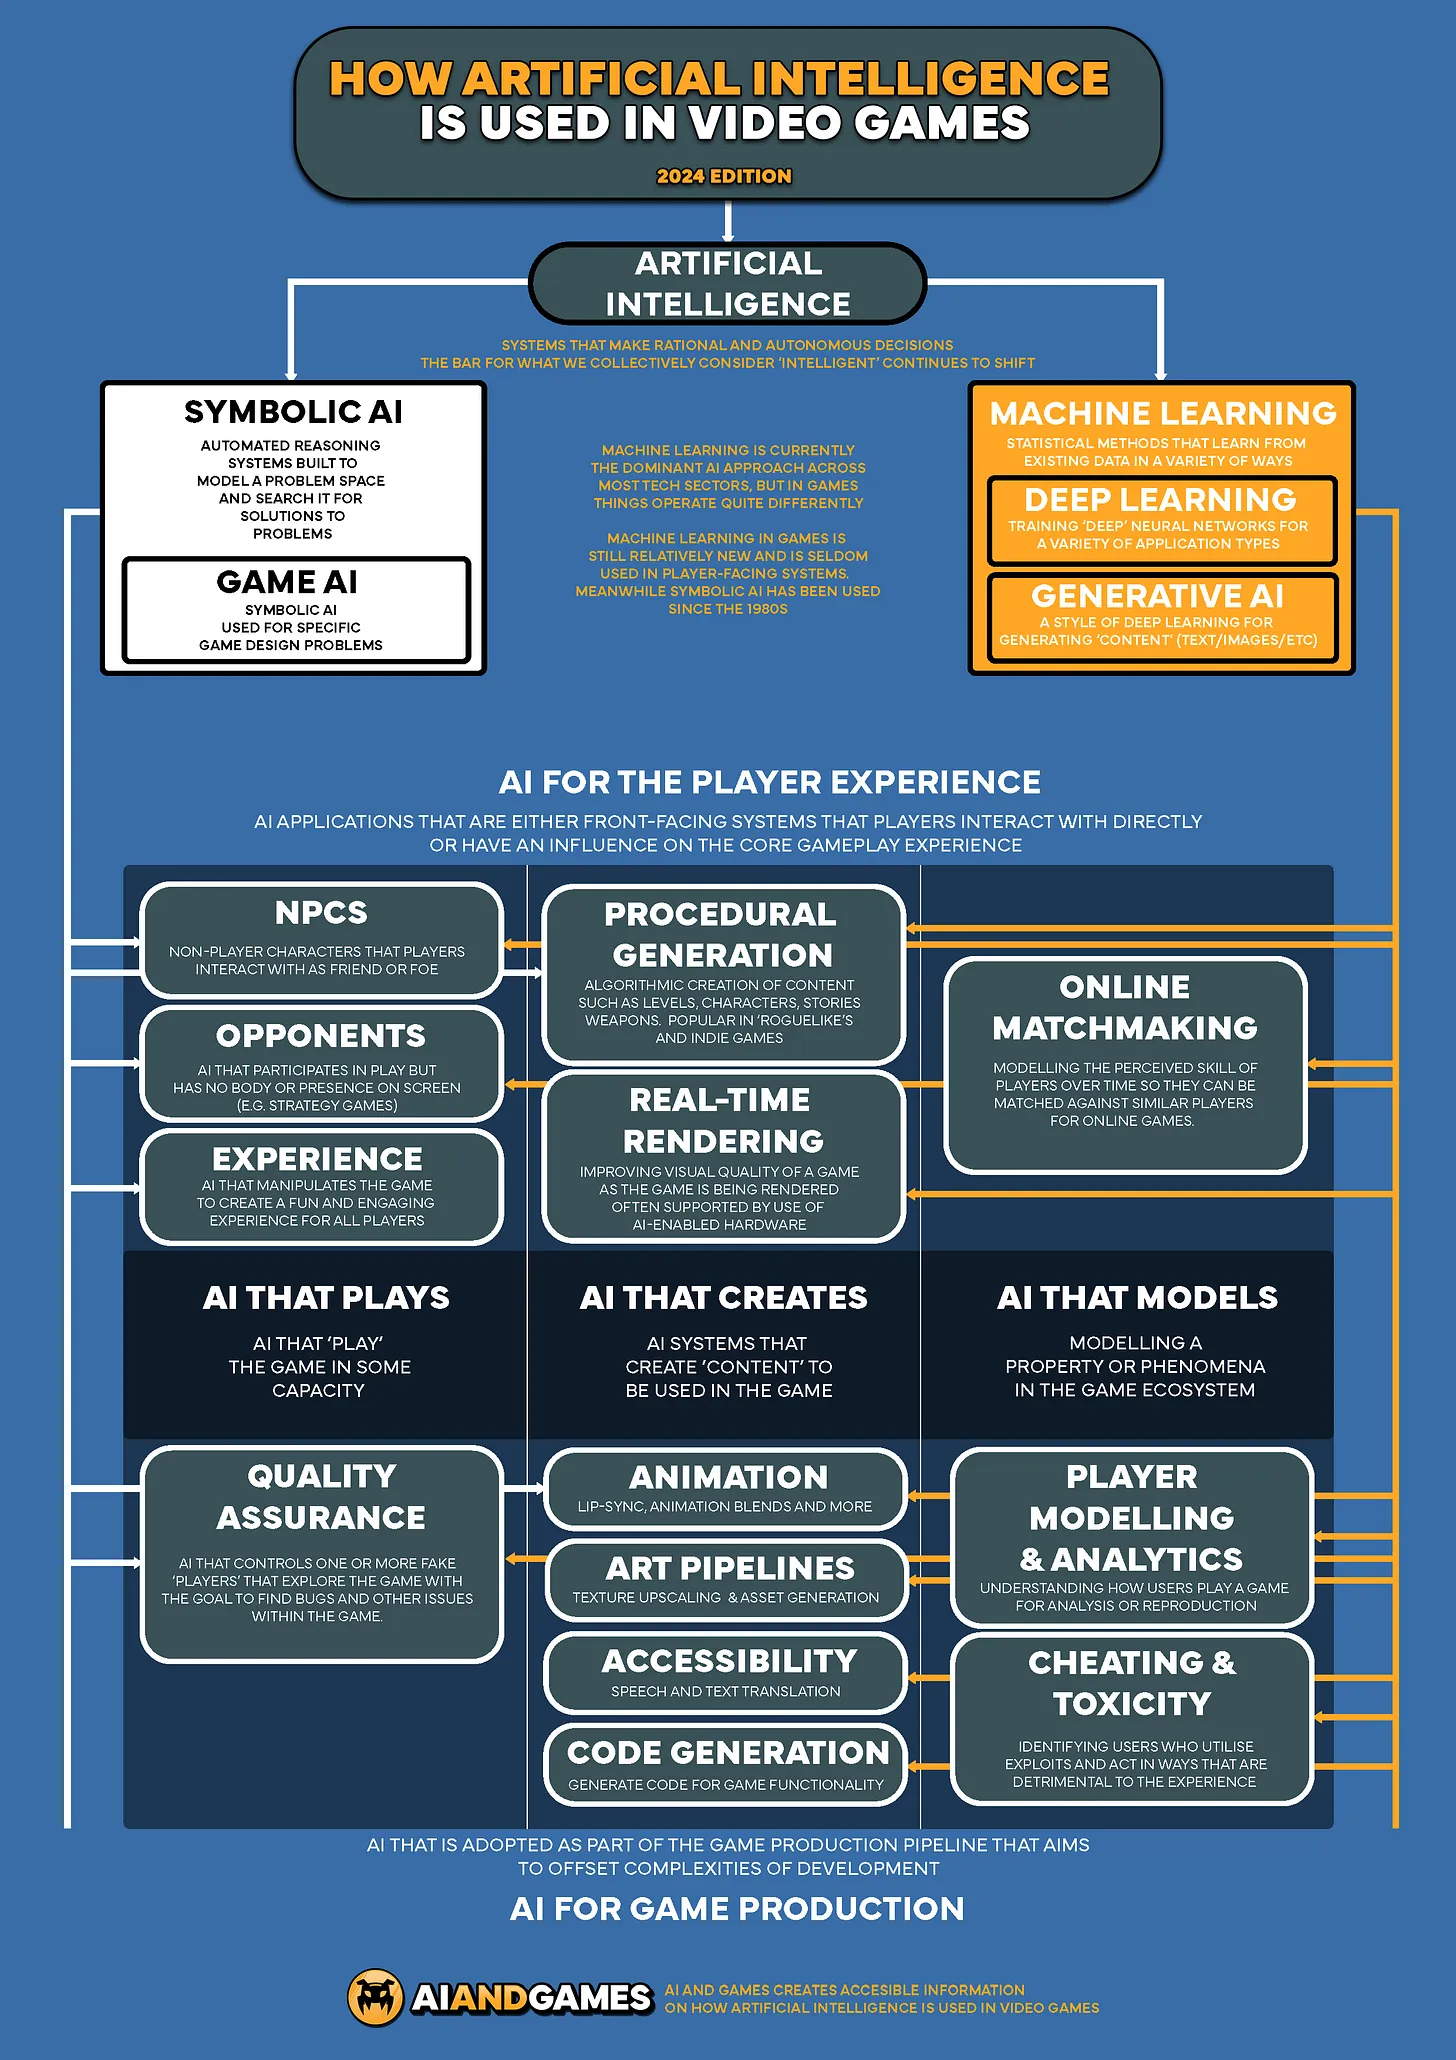 HOW ARTIFICIAL INTELLIGENCE
IS USED IN VIDEO GAMES
2024 EDITION
ARTIFICIAL
INTELLIGENCE
SYSTEMS THAT MAKE RATIONAL AND AUTONOMOUS DECISIONS
THE BAR FOR WHAT WE COLLECTIVELY CONSIDER 'INTELLIGENT' CONTINUES TO SHIFT
SYMBOLIC AI
AUTOMATED REASONING
SYSTEMS BUILT TO
MODEL A PROBLEM SPACE
AND SEARCH IT FOR
SOLUTIONS TO
PROBLEMS
GAME AI
SYMBOLIC AI
USED FOR SPECIFIC
GAME DESIGN PROBLEMS
MACHINE LEARNING IS CURRENTLY
THE DOMINANT AI APPROACH ACROSS
MOST TECH SECTORS, BUT IN GAMES
THINGS OPERATE QUITE DIFFERENTLY
MACHINE LEARNING IN GAMES IS
STILL RELATIVELY NEW AND IS SELDOM
USED IN PLAYER-FACING SYSTEMS.
MEANWHILE SYMBOLIC AI HAS BEEN USED
SINCE THE 1980S
MACHINE LEARNING
STATISTICAL METHODS THAT LEARN FROM
EXISTING DATA IN A VARIETY OF WAYS
DEEP LEARNING
TRAINING 'DEEP' NEURAL NETWORKS FOR
A VARIETY OF APPLICATION TYPES
GENERATIVE AI
A STYLE OF DEEP LEARNING FOR
GENERATING 'CONTENT' (TEXT/IMAGES/ETC)
AI FOR THE PLAYER EXPERIENCE
AI APPLICATIONS THAT ARE EITHER FRONT-FACING SYSTEMS THAT PLAYERS INTERACT WITH DIRECTLY
OR HAVE AN INFLUENCE ON THE CORE GAMEPLAY EXPERIENCE
NPCS
NON-PLAYER CHARACTERS THAT PLAYERS
INTERACT WITH AS FRIEND OR FOE
OPPONENTS
AI THAT PARTICIPATES IN PLAY BUT
HAS NO BODY OR PRESENCE ON SCREEN
(E.G. STRATEGY GAMES)
EXPERIENCE
AI THAT MANIPULATES THE GAME
TO CREATE A FUN AND ENGAGING
EXPERIENCE FOR ALL PLAYERS
PROCEDURAL
GENERATION
ALGORITHMIC CREATION OF CONTENT
SUCH AS LEVELS, CHARACTERS, STORIES
WEAPONS. POPULAR IN 'ROGUELIKE'S
AND INDIE GAMES
REAL-TIME
RENDERING
IMPROVING VISUAL QUALITY OF A GAME
AS THE GAME IS BEING RENDERED
OFTEN SUPPORTED BY USE OF
AI-ENABLED HARDWARE
ONLINE
MATCHMAKING
MODELLING THE PERCEIVED SKILL OF
PLAYERS OVER TIME SO THEY CAN BE
MATCHED AGAINST SIMILAR PLAYERS
FOR ONLINE GAMES.
AI THAT PLAYS
AI THAT 'PLAY'
THE GAME IN SOME
CAPACITY
AI THAT CREATES
AI SYSTEMS THAT
CREATE 'CONTENT' TO
BE USED IN THE GAME
AI THAT MODELS
MODELLING A
PROPERTY OR PHENOMENA
IN THE GAME ECOSYSTEM
QUALITY
ASSURANCE
AI THAT CONTROLS ONE OR MORE FAKE
'PLAYERS' THAT EXPLORE THE GAME WITH
THE GOAL TO FIND BUGS AND OTHER ISSUES
WITHIN THE GAME.
ANIMATION
LIP-SYNC, ANIMATION BLENDS AND MORE
ART PIPELINES
TEXTURE UPSCALING & ASSET GENERATION
ACCESSIBILITY
SPEECH AND TEXT TRANSLATION
CODE GENERATION
GENERATE CODE FOR GAME FUNCTIONALITY
PLAYER
MODELLING
& ANALYTICS
UNDERSTANDING HOW USERS PLAY A GAME
FOR ANALYSIS OR REPRODUCTION
CHEATING &
TOXICITY
IDENTIFYING USERS WHO UTILISE
EXPLOITS AND ACT IN WAYS THAT ARE
DETRIMENTAL TO THE EXPERIENCE
AI THAT IS ADOPTED AS PART OF THE GAME PRODUCTION PIPELINE THAT AIMS
TO OFFSET COMPLEXITIES OF DEVELOPMENT
AI FOR GAME PRODUCTION
AIANDGAMES
AI AND GAMES CREATES ACCESIBLE INFORMATION
ON HOW ARTIFICIAL INTELLIGENCE IS USED IN VIDEO GAMES